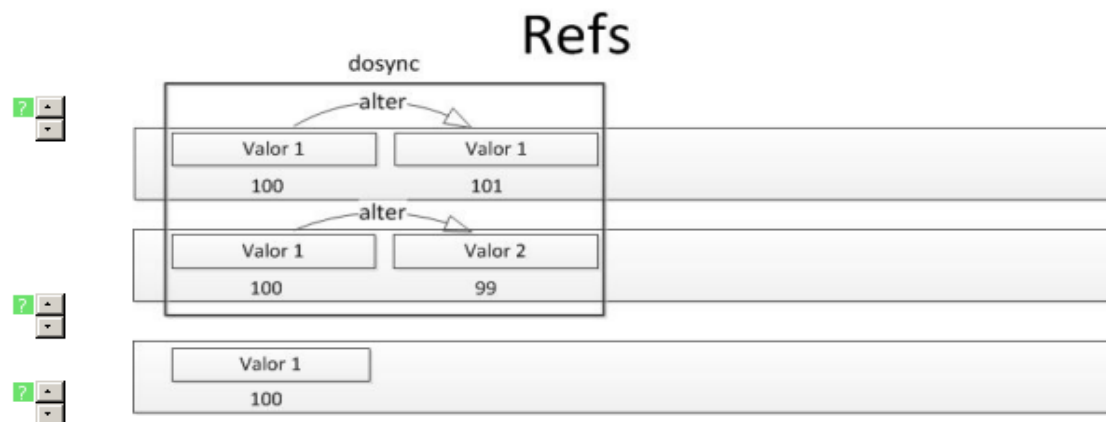 Refs
dosync
?
alter
Valor 1 Valor 1
100 101
alter
Valor 1 Valor 2
100 99
?
Valor 1
?
100